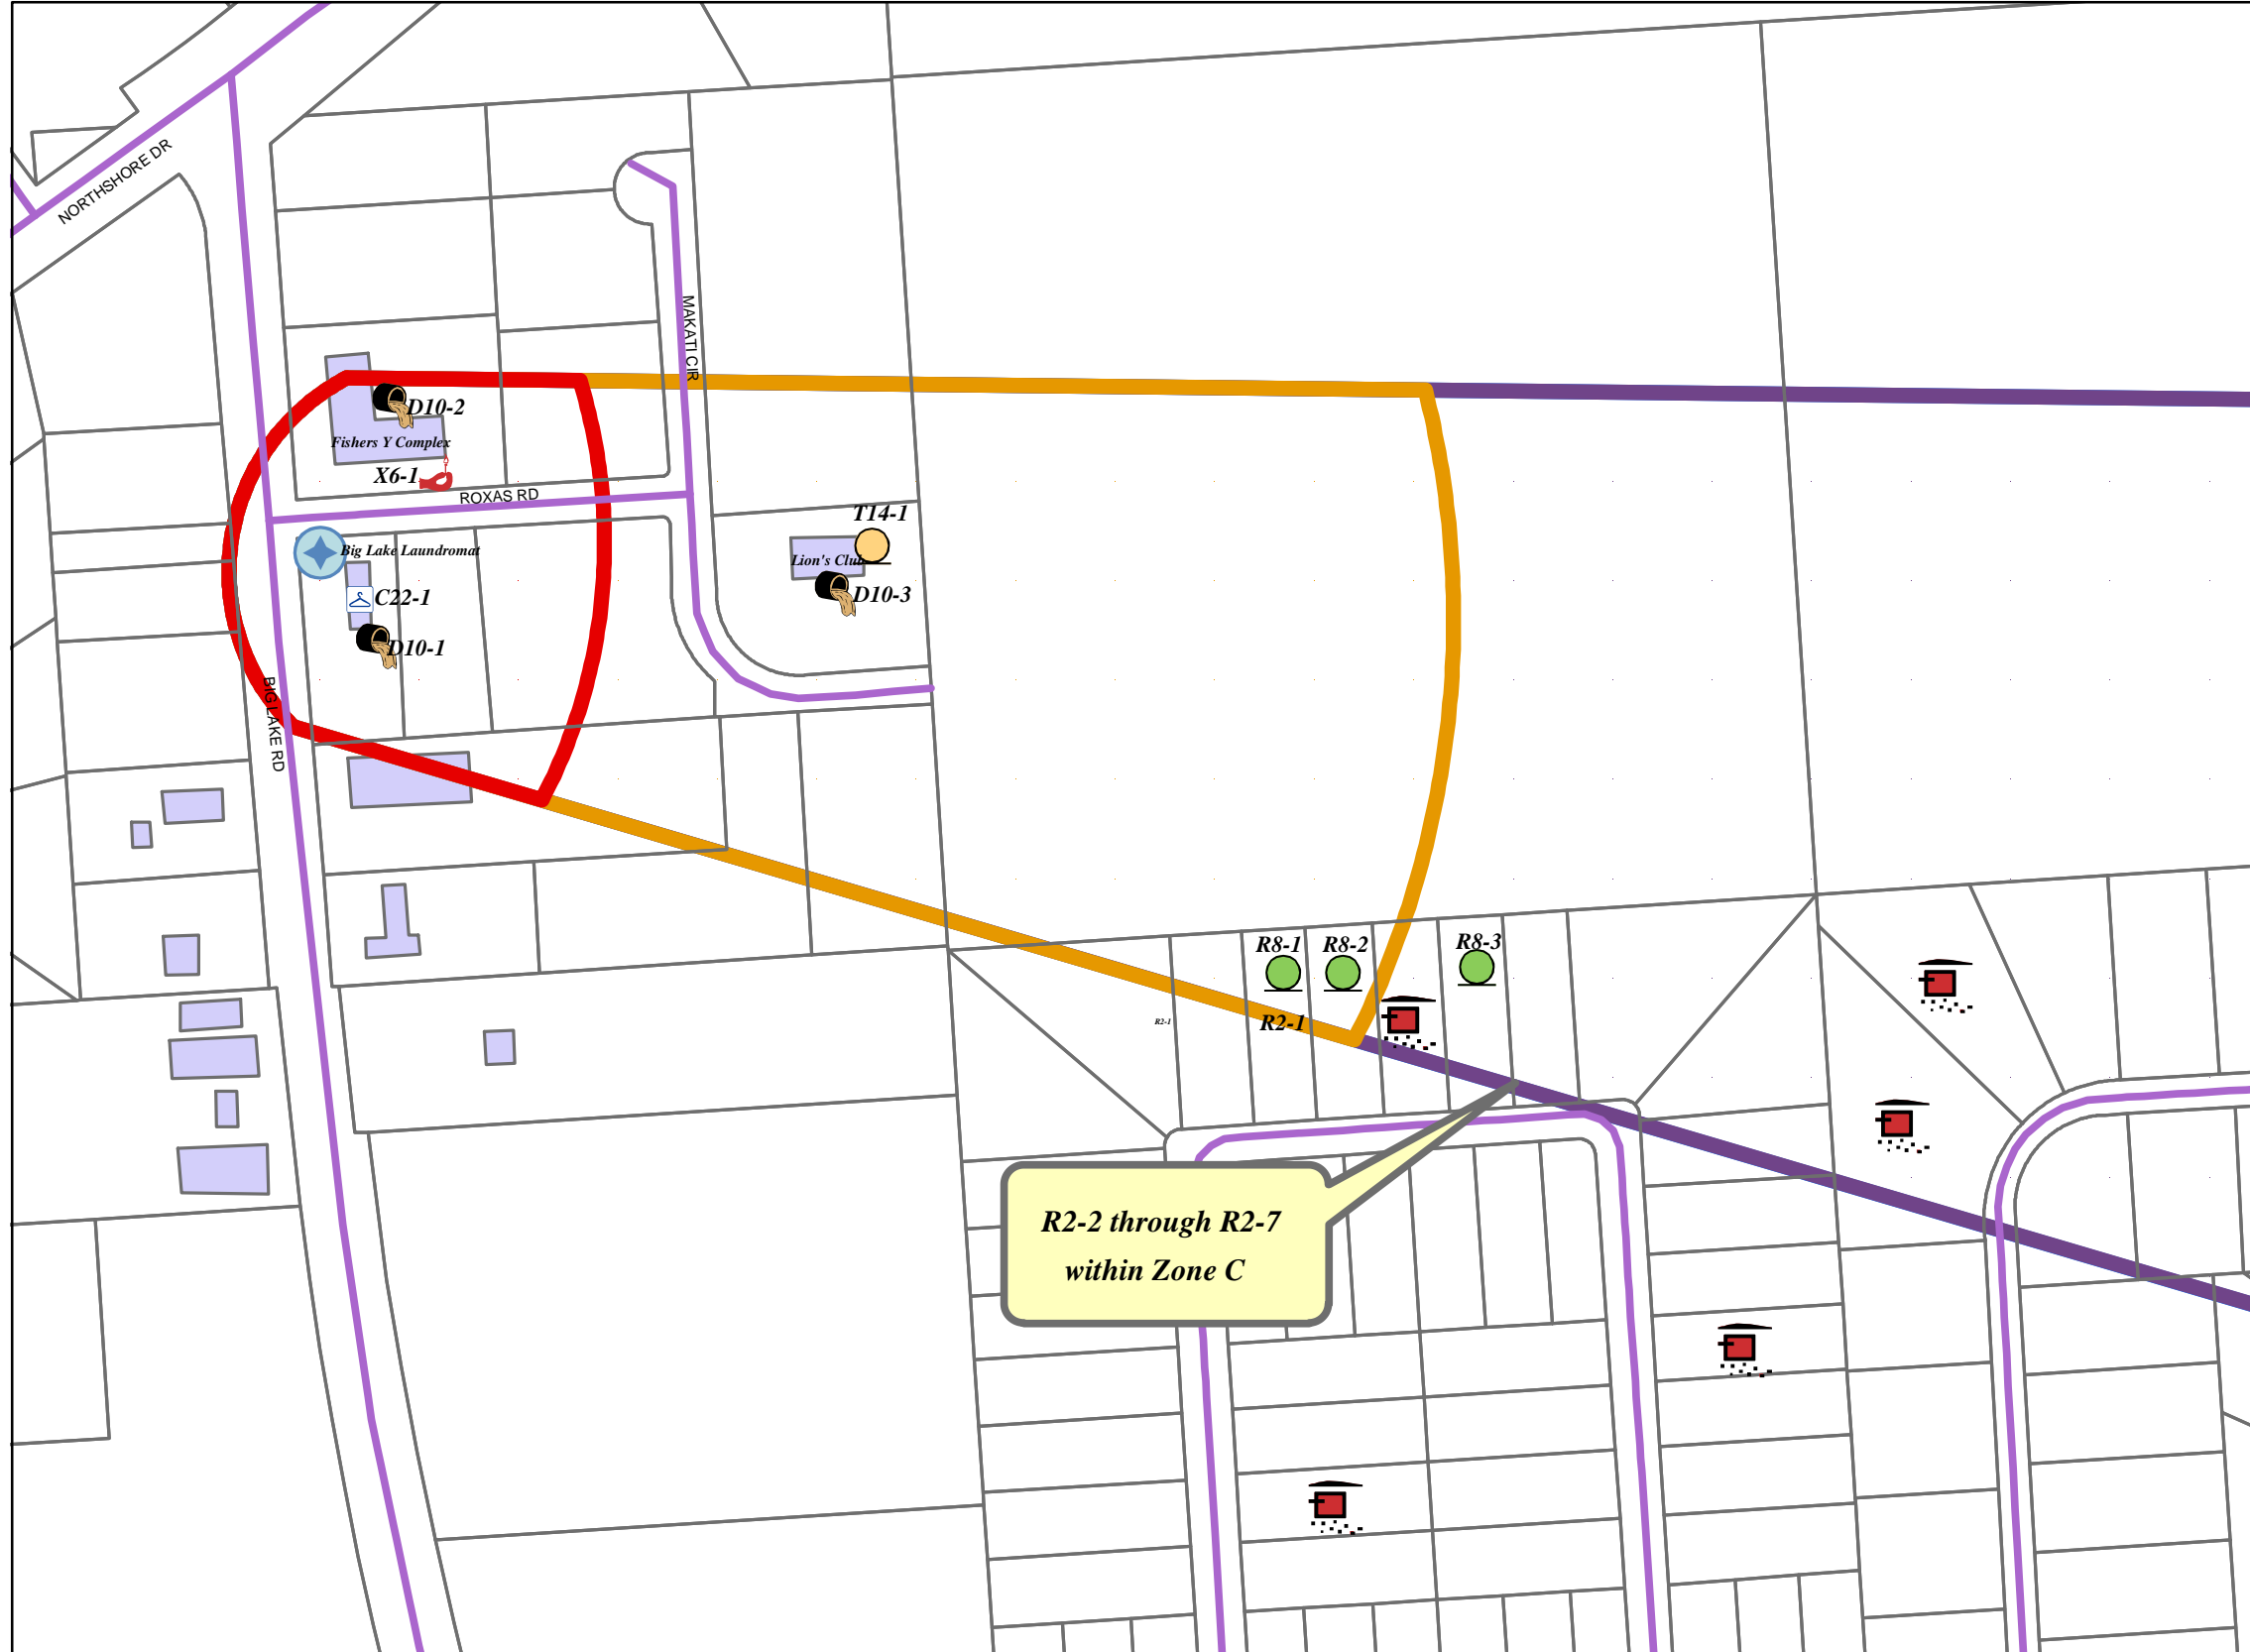 NORTHSHORE DR
MAKATI CIR
D10-2
Fishers Y Complex
X6-1
ROXAS RD
T14-1
Big Lake Laundromat
Lion's Club
C22-1
D10-3
D10-1
BIG LAKE RD
R8-1
R8-2
R8-3
R2-1
R2-1
R2-2 through R2-7
within Zone C